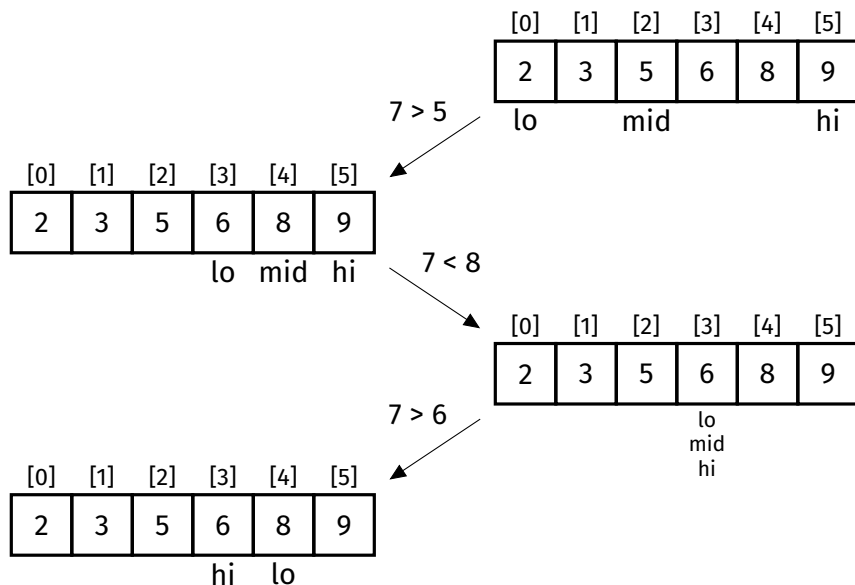 [0] [1] [2] [3] [4] [5]
2 3 5 6 8 9
lo mid hi
7 > 5
[0] [1] [2] [3] [4] [5]
2 3 5 6 8 9
lo mid hi
7 < 8
[0] [1] [2] [3] [4] [5]
2 3 5 6 8 9
lo
mid
hi
7 > 6
[0] [1] [2] [3] [4] [5]
2 3 5 6 8 9
hi lo